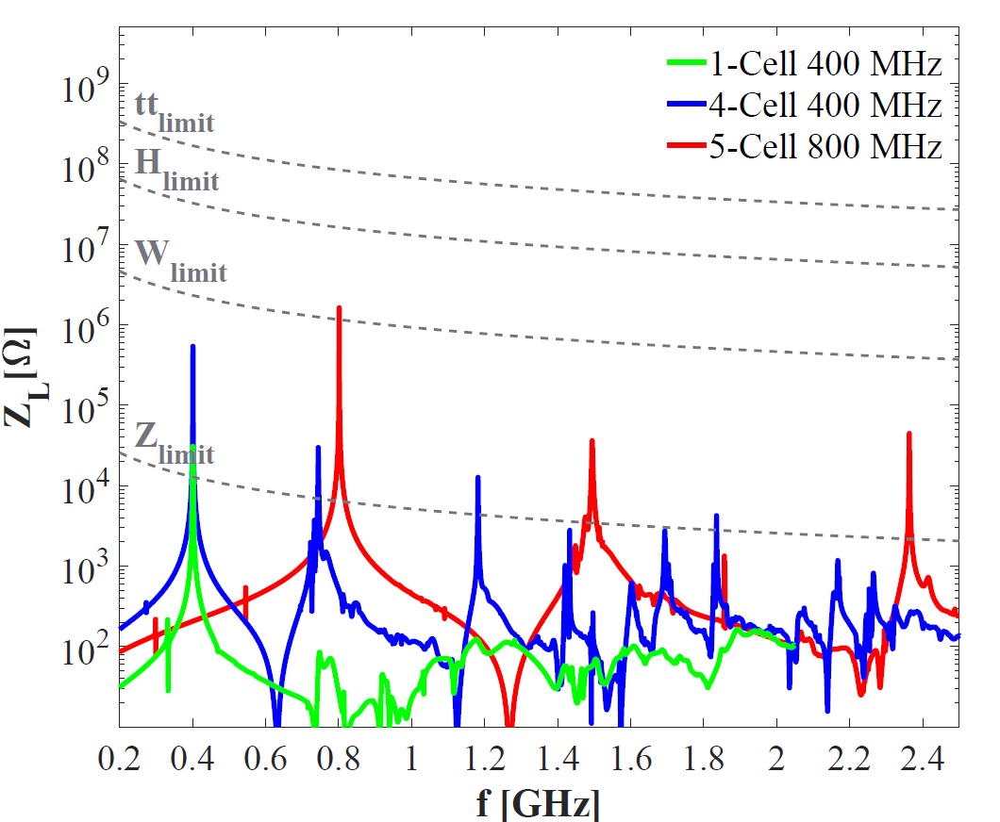 1-Cell 400 MHz
4-Cell 400 MHz
5-Cell 800 MHz
tt_limit
H_limit
W_limit
Z_limit
10^9
10^8
10^7
10^6
10^5
10^4
10^3
10^2
Z_L [Ω]
0.2 0.4 0.6 0.8 1 1.2 1.4 1.6 1.8 2 2.2 2.4
f [GHz]